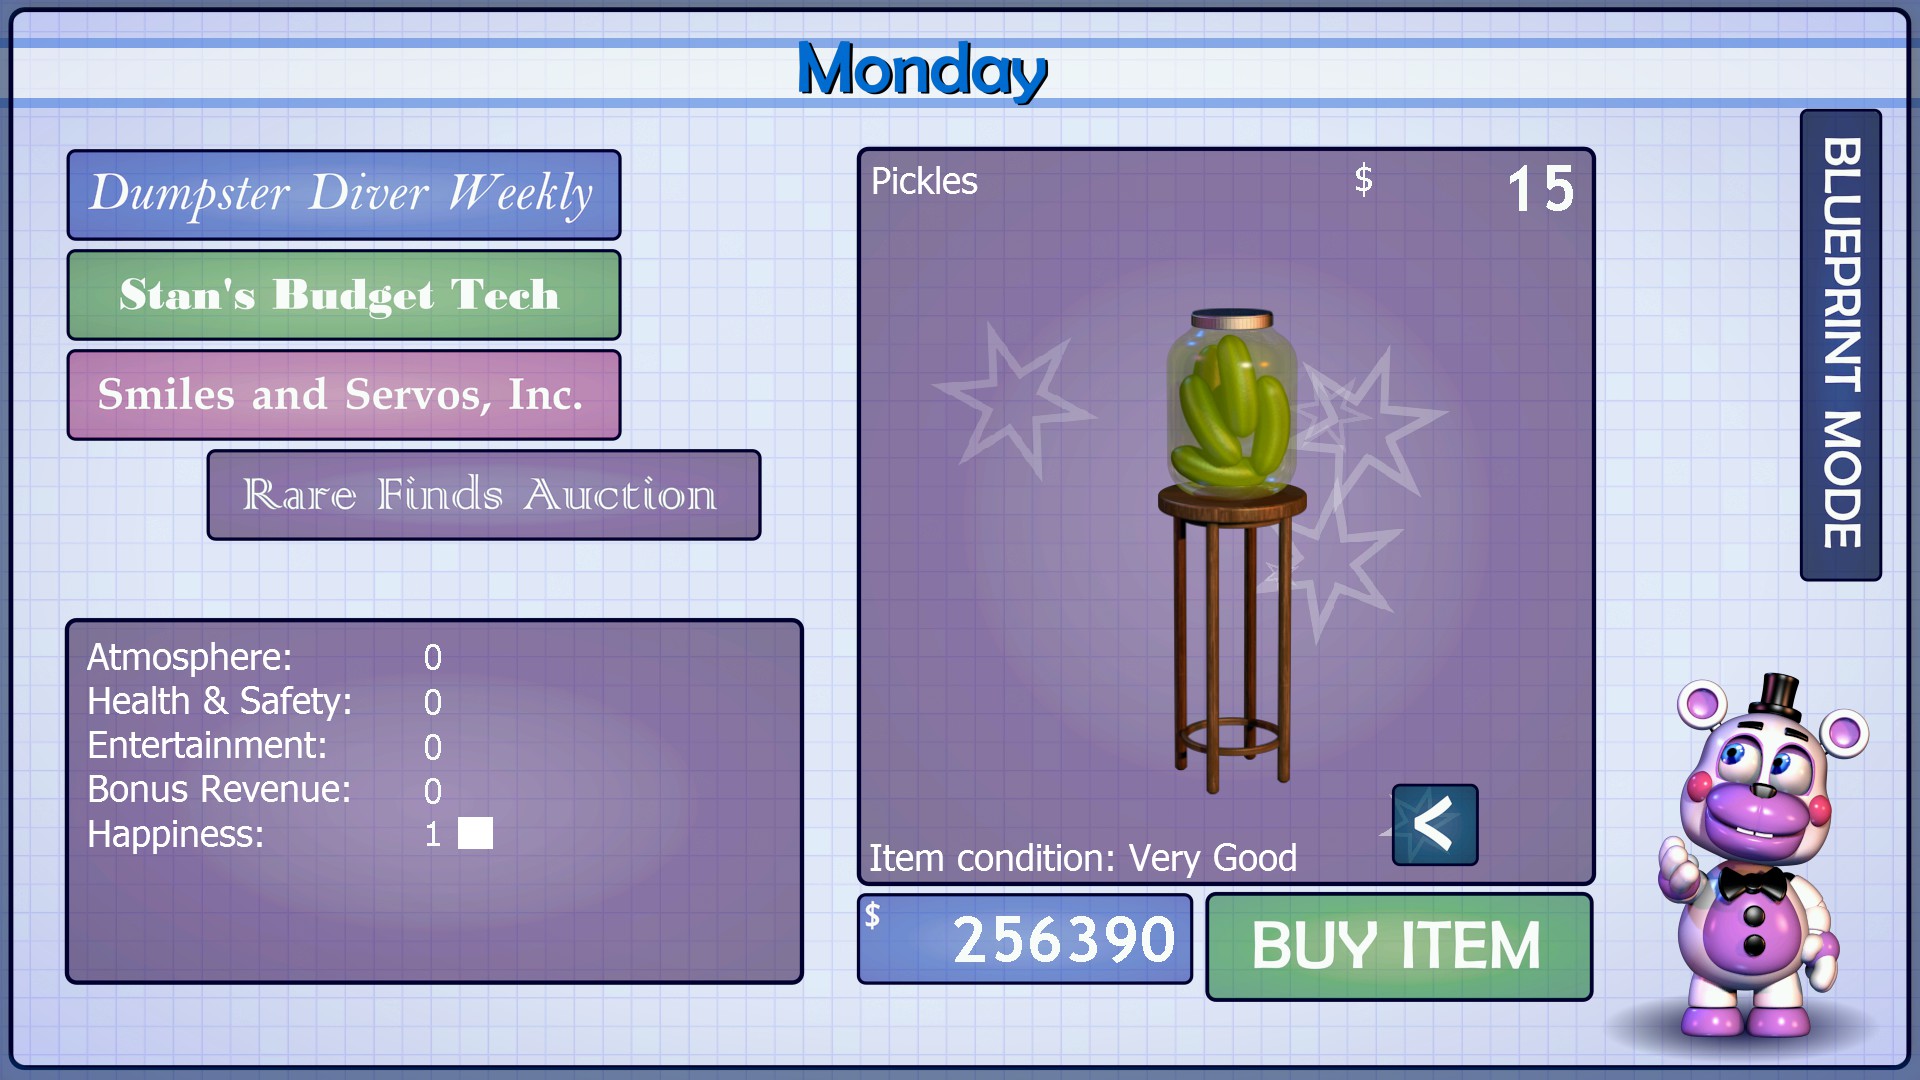 Monday
Dumpster Diver Weekly
Stan's Budget Tech
Smiles and Servos, Inc.
Rare Finds Auction
Atmosphere: 0
Health & Safety: 0
Entertainment: 0
Bonus Revenue: 0
Happiness: 1
Pickles $ 15
<
Item condition: Very Good
$ 256390
BUY ITEM
BLUEPRINT MODE